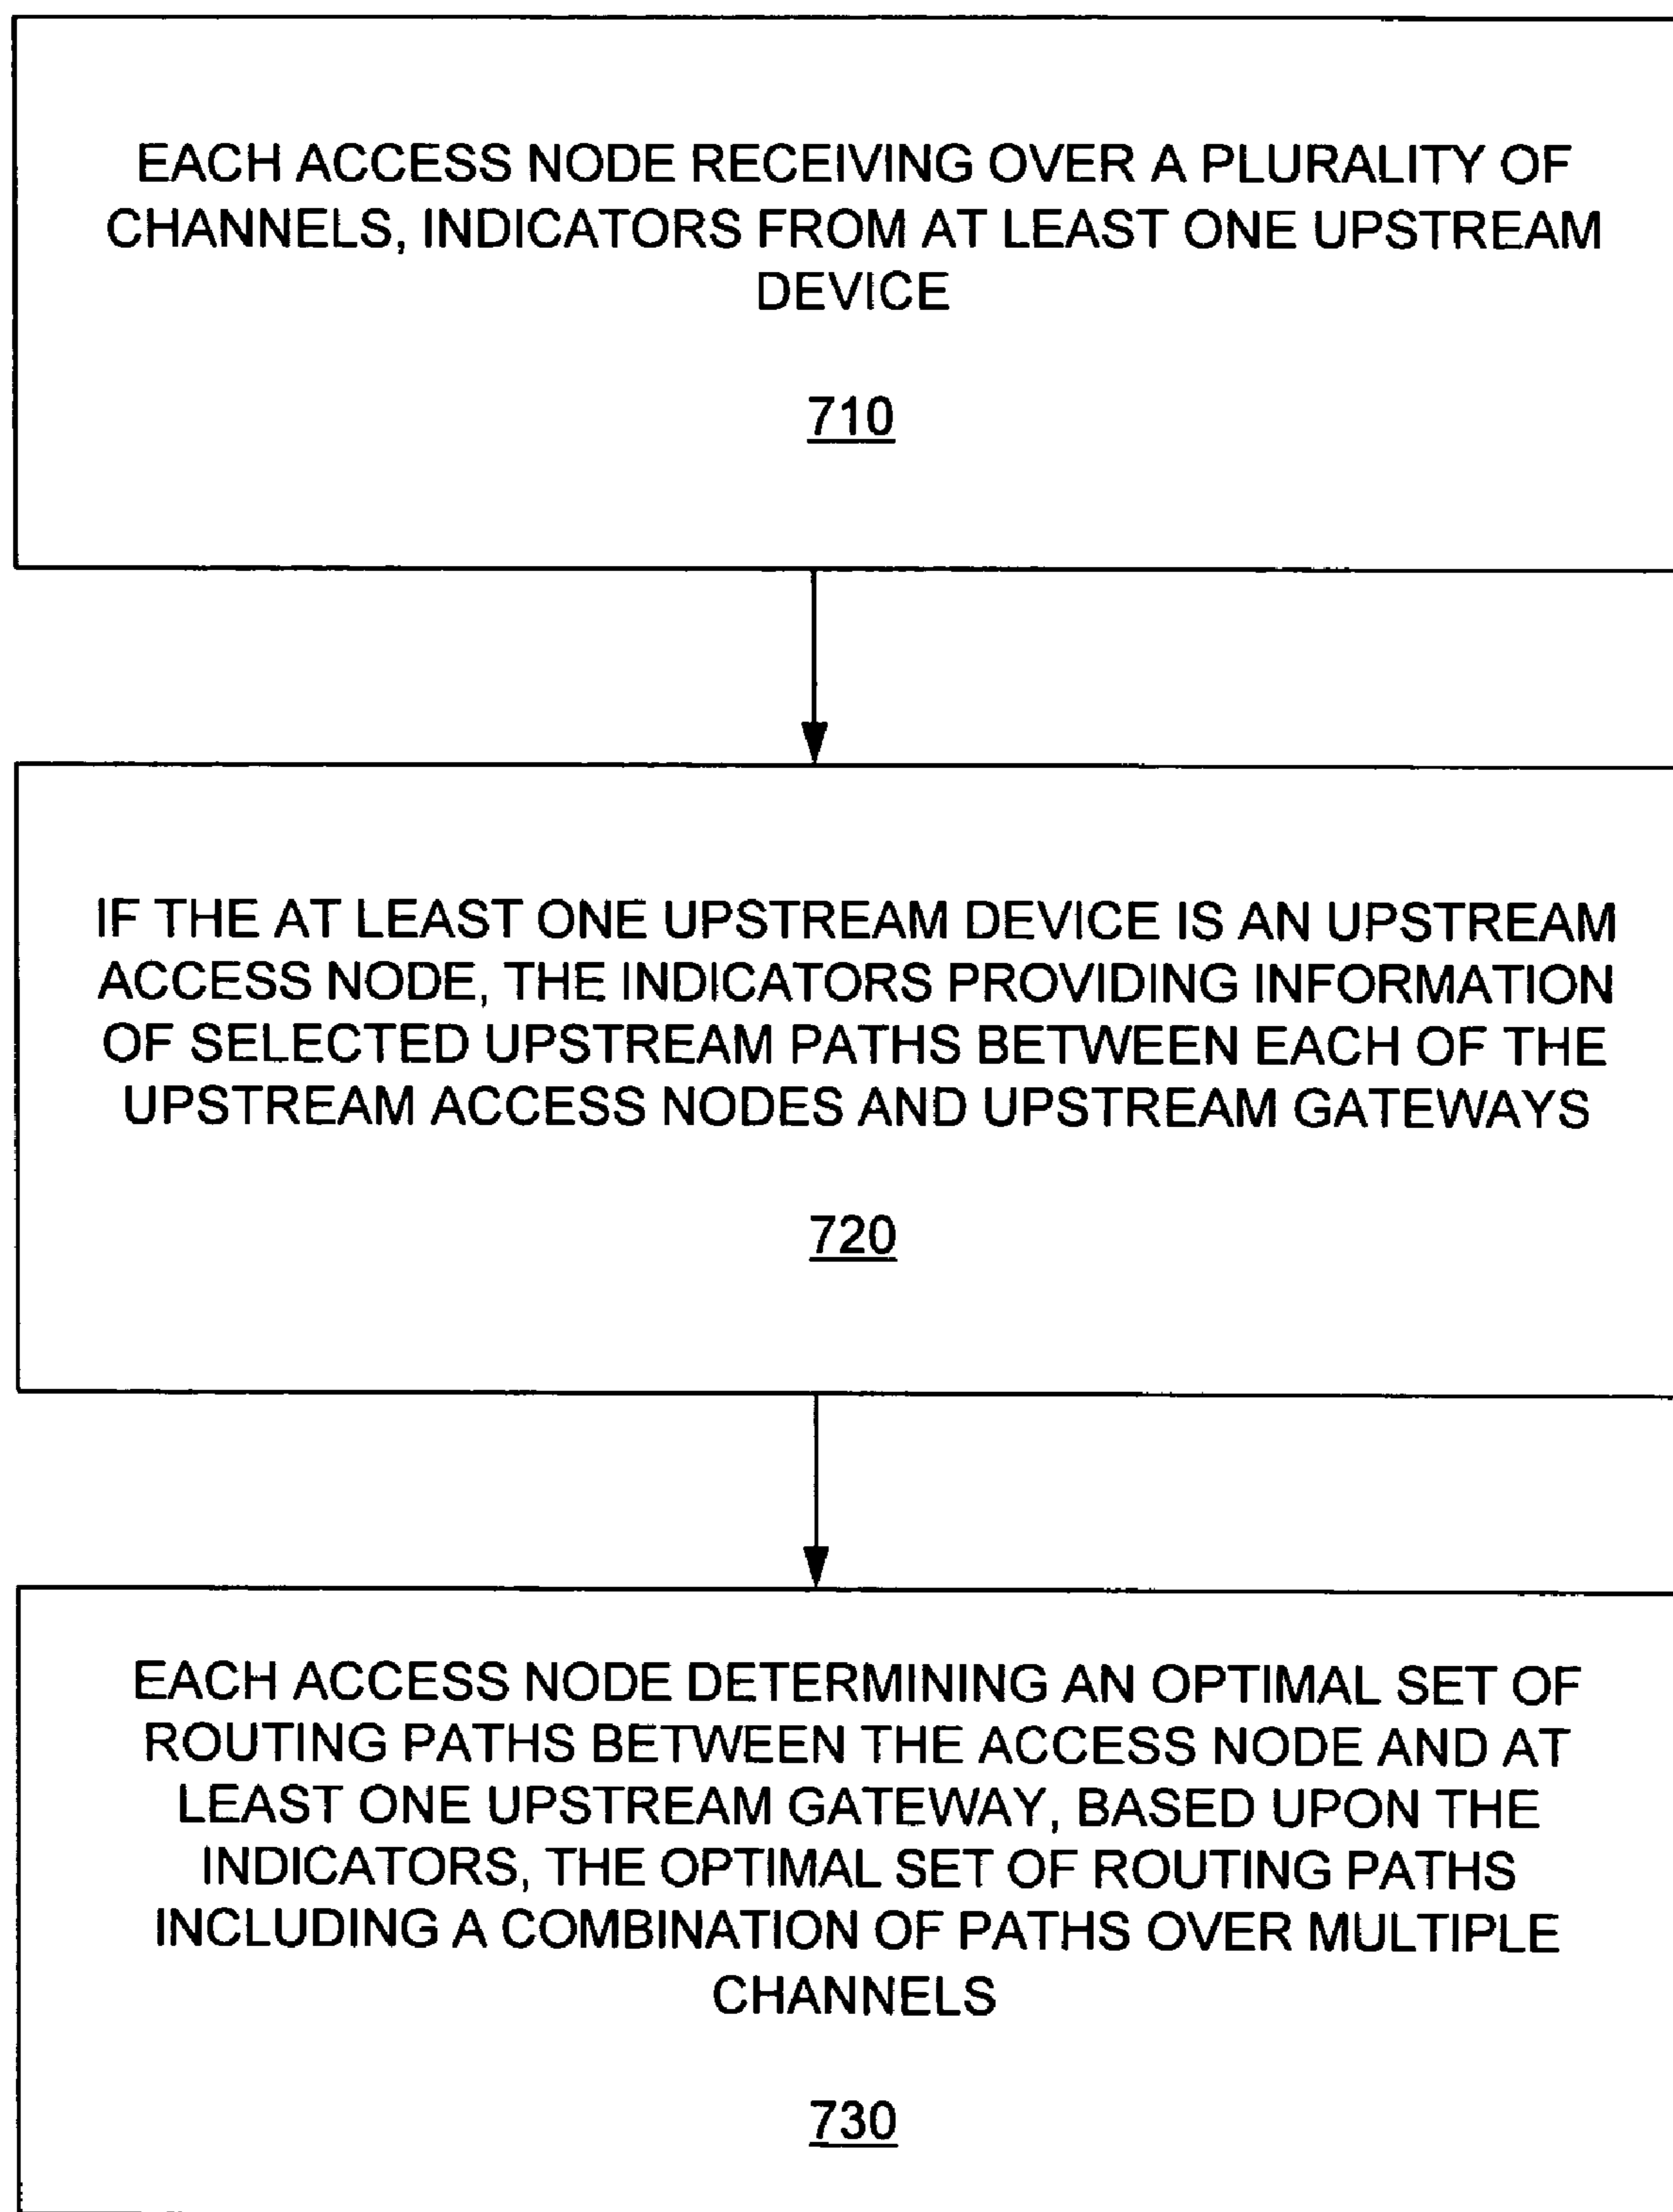 EACH ACCESS NODE RECEIVING OVER A PLURALITY OF
CHANNELS, INDICATORS FROM AT LEAST ONE UPSTREAM
DEVICE
710
IF THE AT LEAST ONE UPSTREAM DEVICE IS AN UPSTREAM
ACCESS NODE, THE INDICATORS PROVIDING INFORMATION
OF SELECTED UPSTREAM PATHS BETWEEN EACH OF THE
UPSTREAM ACCESS NODES AND UPSTREAM GATEWAYS
720
EACH ACCESS NODE DETERMINING AN OPTIMAL SET OF
ROUTING PATHS BETWEEN THE ACCESS NODE AND AT
LEAST ONE UPSTREAM GATEWAY, BASED UPON THE
INDICATORS, THE OPTIMAL SET OF ROUTING PATHS
INCLUDING A COMBINATION OF PATHS OVER MULTIPLE
CHANNELS
730